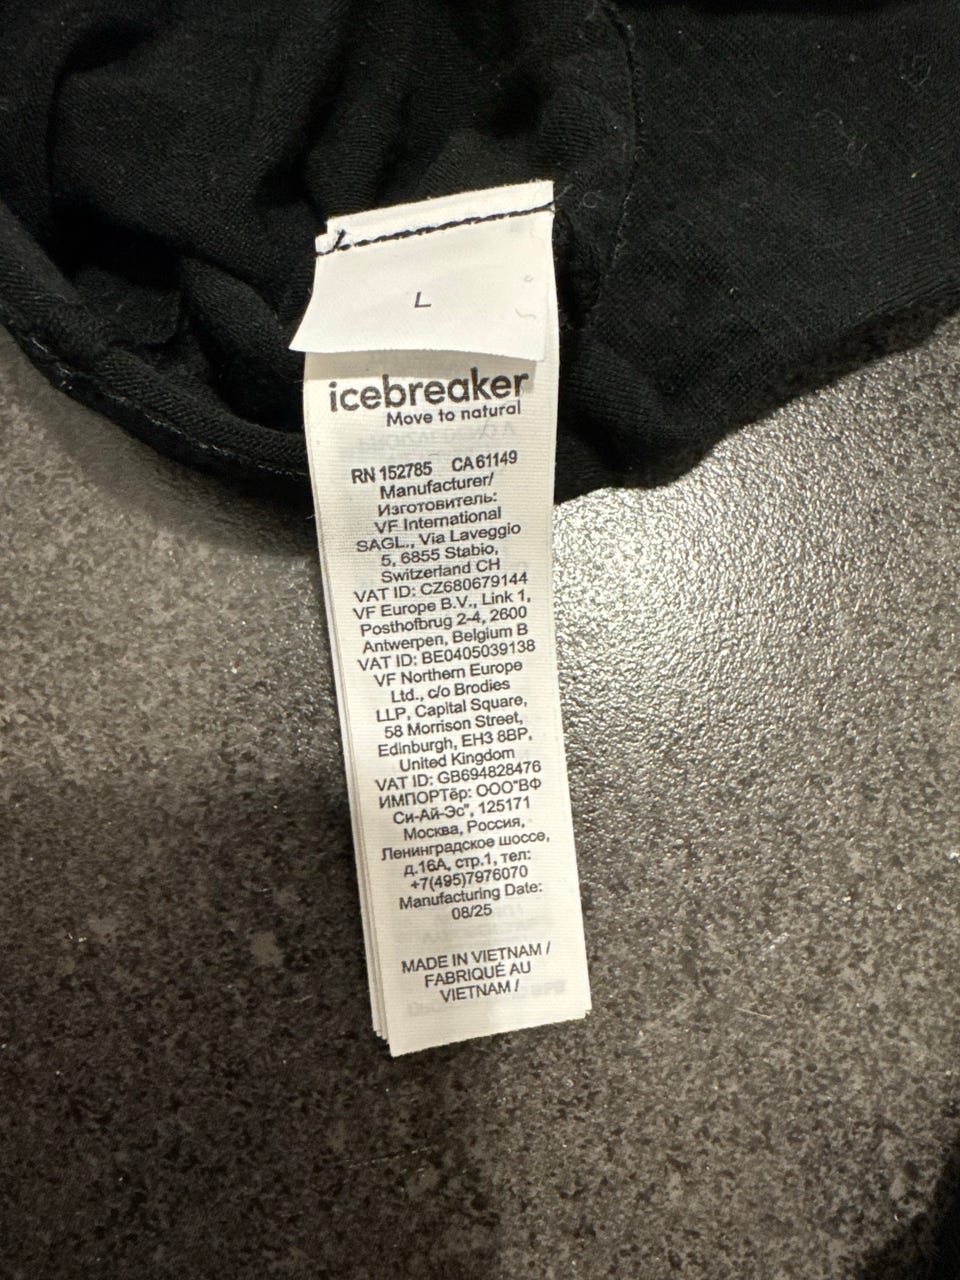 L
icebreaker
Move to natural
RN 152785 CA 61149
Manufacturer/
Изготовитель:
VF International
SAGL., Via Laveggio
5, 6855 Stabio,
Switzerland CH
VAT ID: CZ680679144
VF Europe B.V., Link 1,
Posthofbrug 2-4, 2600
Antwerpen, Belgium B
VAT ID: BE0405039138
VF Northern Europe
Ltd., c/o Brodies
LLP, Capital Square,
58 Morrison Street,
Edinburgh, EH3 8BP,
United Kingdom
VAT ID: GB694828476
ИМПОРТёр: ООО"ВФ
Си-Ай-Эс", 125171
Москва, Россия,
Ленинградское шоссе,
д.16А, стр.1, тел:
+7(495)7976070
Manufacturing Date:
08/25
MADE IN VIETNAM /
FABRIQUÉ AU
VIETNAM /